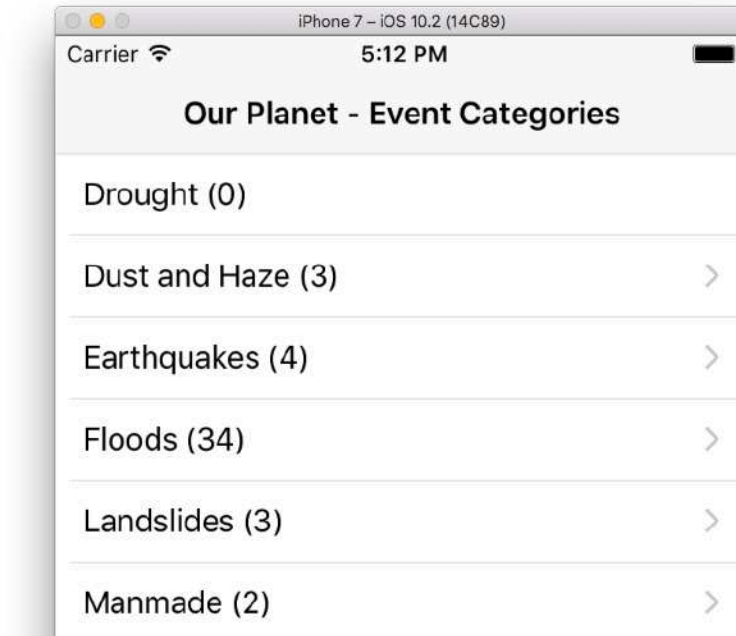 iPhone 7 – iOS 10.2 (14C89)
Carrier 5:12 PM
Our Planet - Event Categories
Drought (0)
Dust and Haze (3)
Earthquakes (4)
Floods (34)
Landslides (3)
Manmade (2)